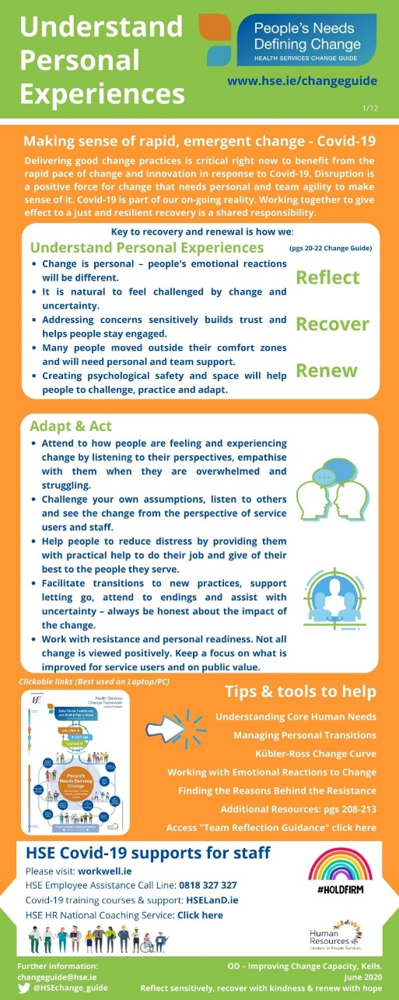 Understand
Personal
Experiences
People's Needs
Defining Change
HEALTH SERVICES CHANGE GUIDE
www.hse.ie/changeguide
1/12
Making sense of rapid, emergent change - Covid-19
Delivering good change practices is critical right now to benefit from the
rapid pace of change and innovation in response to Covid-19. Disruption is
a positive force for change that needs personal and team agility to make
sense of it. Covid-19 is part of our on-going reality. Working together to give
effect to a just and resilient recovery is a shared responsibility.
Key to recovery and renewal is how we:
Understand Personal Experiences (pgs 20-22 Change Guide)
• Change is personal – people's emotional reactions
will be different.
• It is natural to feel challenged by change and
uncertainty.
• Addressing concerns sensitively builds trust and
helps people stay engaged.
• Many people moved outside their comfort zones
and will need personal and team support.
• Creating psychological safety and space will help
people to challenge, practice and adapt.
Reflect
Recover
Renew
Adapt & Act
• Attend to how people are feeling and experiencing
change by listening to their perspectives, empathise
with them when they are overwhelmed and
struggling.
• Challenge your own assumptions, listen to others
and see the change from the perspective of service
users and staff.
• Help people to reduce distress by providing them
with practical help to do their job and give of their
best to the people they serve.
• Facilitate transitions to new practices, support
letting go, attend to endings and assist with
uncertainty – always be honest about the impact of
the change.
• Work with resistance and personal readiness. Not all
change is viewed positively. Keep a focus on what is
improved for service users and on public value.
Clickable links (Best used on Laptop/PC)
Health Services
Change Framework
Safer Better Healthcare,
and Staff & Public Value
DELIVER
DESIGN
DEFINE
People's
Needs Defining
Change
Tips & tools to help
Understanding Core Human Needs
Managing Personal Transitions
Kübler-Ross Change Curve
Working with Emotional Reactions to Change
Finding the Reasons Behind the Resistance
Additional Resources: pgs 208-213
Access "Team Reflection Guidance" click here
HSE Covid-19 supports for staff
Please visit: workwell.ie
HSE Employee Assistance Call Line: 0818 327 327
Covid-19 training courses & support: HSELanD.ie
HSE HR National Coaching Service: Click here
#HOLDFIRM
Human
Resources
Leaders in People Services
Further information:
changeguide@hse.ie
@HSEchange_guide
OD – Improving Change Capacity, Kells.
June 2020
Reflect sensitively, recover with kindness & renew with hope